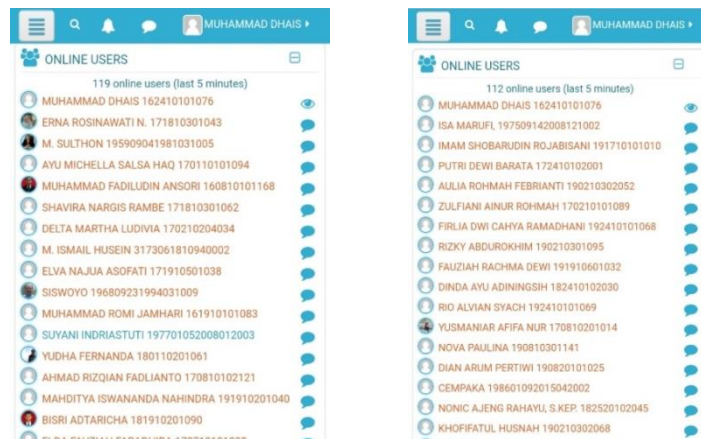 MUHAMMAD DHAIS
ONLINE USERS
119 online users (last 5 minutes)
MUHAMMAD DHAIS 162410101076
ERNA ROSINAWATI N. 171810301043
M. SULTHON 195909041981031005
AYU MICHELLA SALSA HAQ 170110101094
MUHAMMAD FADILUDIN ANSORI 160810101168
SHAVIRA NARGIS RAMBE 171810301062
DELTA MARTHA LUDIVIA 170210204034
M. ISMAIL HUSEIN 3173061810940002
ELVA NAJUA ASOFATI 171910501038
SISWOYO 196809231994031009
MUHAMMAD ROMI JAMHARI 161910101083
SUYANI INDRIASTUTI 197701052008012003
YUDHA FERNANDA 180110201061
AHMAD RIZQIAN FADLIANTO 170810102121
MAHDITYA ISWANANDA NAHINDRA 191910201040
BISRI ADTARICHA 181910201090
MUHAMMAD DHAIS
ONLINE USERS
112 online users (last 5 minutes)
MUHAMMAD DHAIS 162410101076
ISA MARUFI, 197509142008121002
IMAM SHOBARUDIN ROJABISANI 191710101010
PUTRI DEWI BARATA 172410102001
AULIA ROHMAH FEBRIANTI 190210302052
ZULFIANI AINUR ROHMAH 170210101089
FIRLIA DWI CAHYA RAMADHANI 192410101068
RIZKY ABDUROKHIM 190210301095
FAUZIAH RACHMA DEWI 191910601032
DINDA AYU ADININGSIH 182410102030
RIO ALVIAN SYACH 192410101069
YUSMANIAR AFIFA NUR 170810201014
NOVA PAULINA 190810301141
DIAN ARUM PERTIWI 190820101025
CEMPAKA 198601092015042002
NONIC AJENG RAHAYU, S.KEP. 182520102045
KHOFIFATUL HUSNAH 190210302068